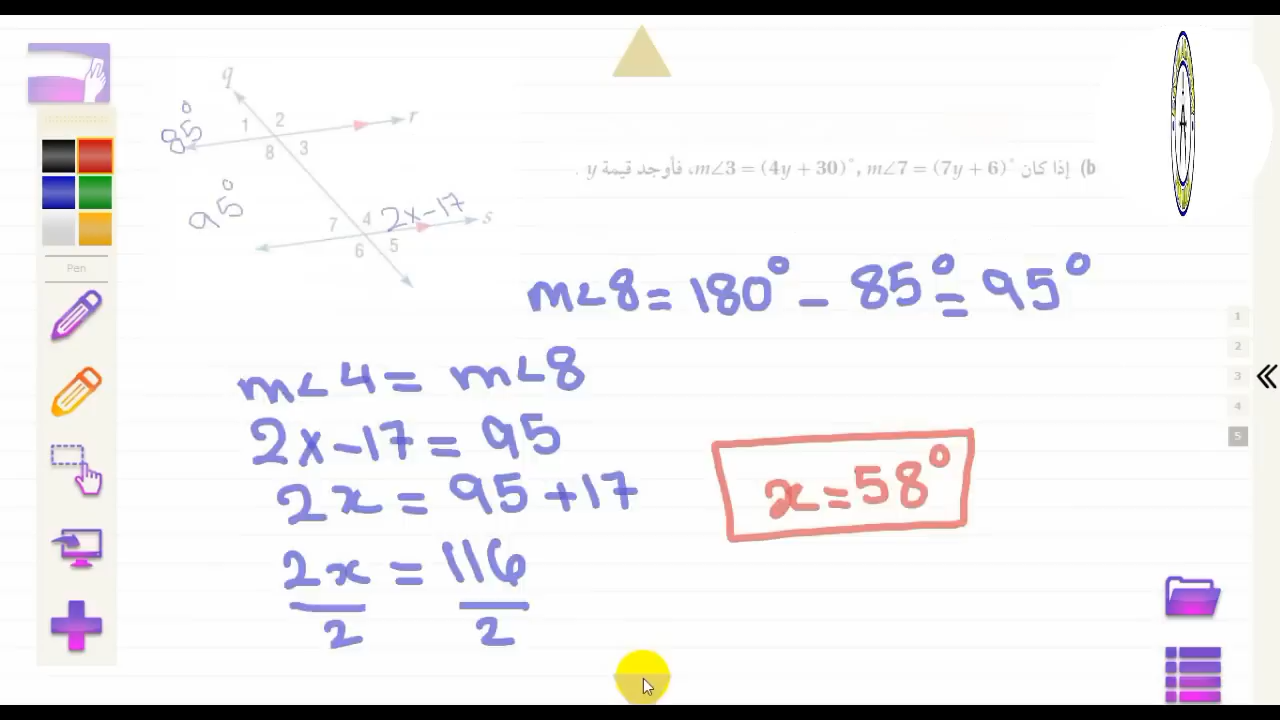 q
85°
1 2 r
8 3
95°
2x-17
7 4 s
6 5
b) إذا كان m∠3 = (4y + 30)°, m∠7 = (7y + 6)°، فأوجد قيمة y .
m∠8 = 180° - 85° = 95°
m∠4 = m∠8
2x-17 = 95
2x = 95+17
2x = 116
2 2
x = 58°
Pen
1
2
3
4
5
A